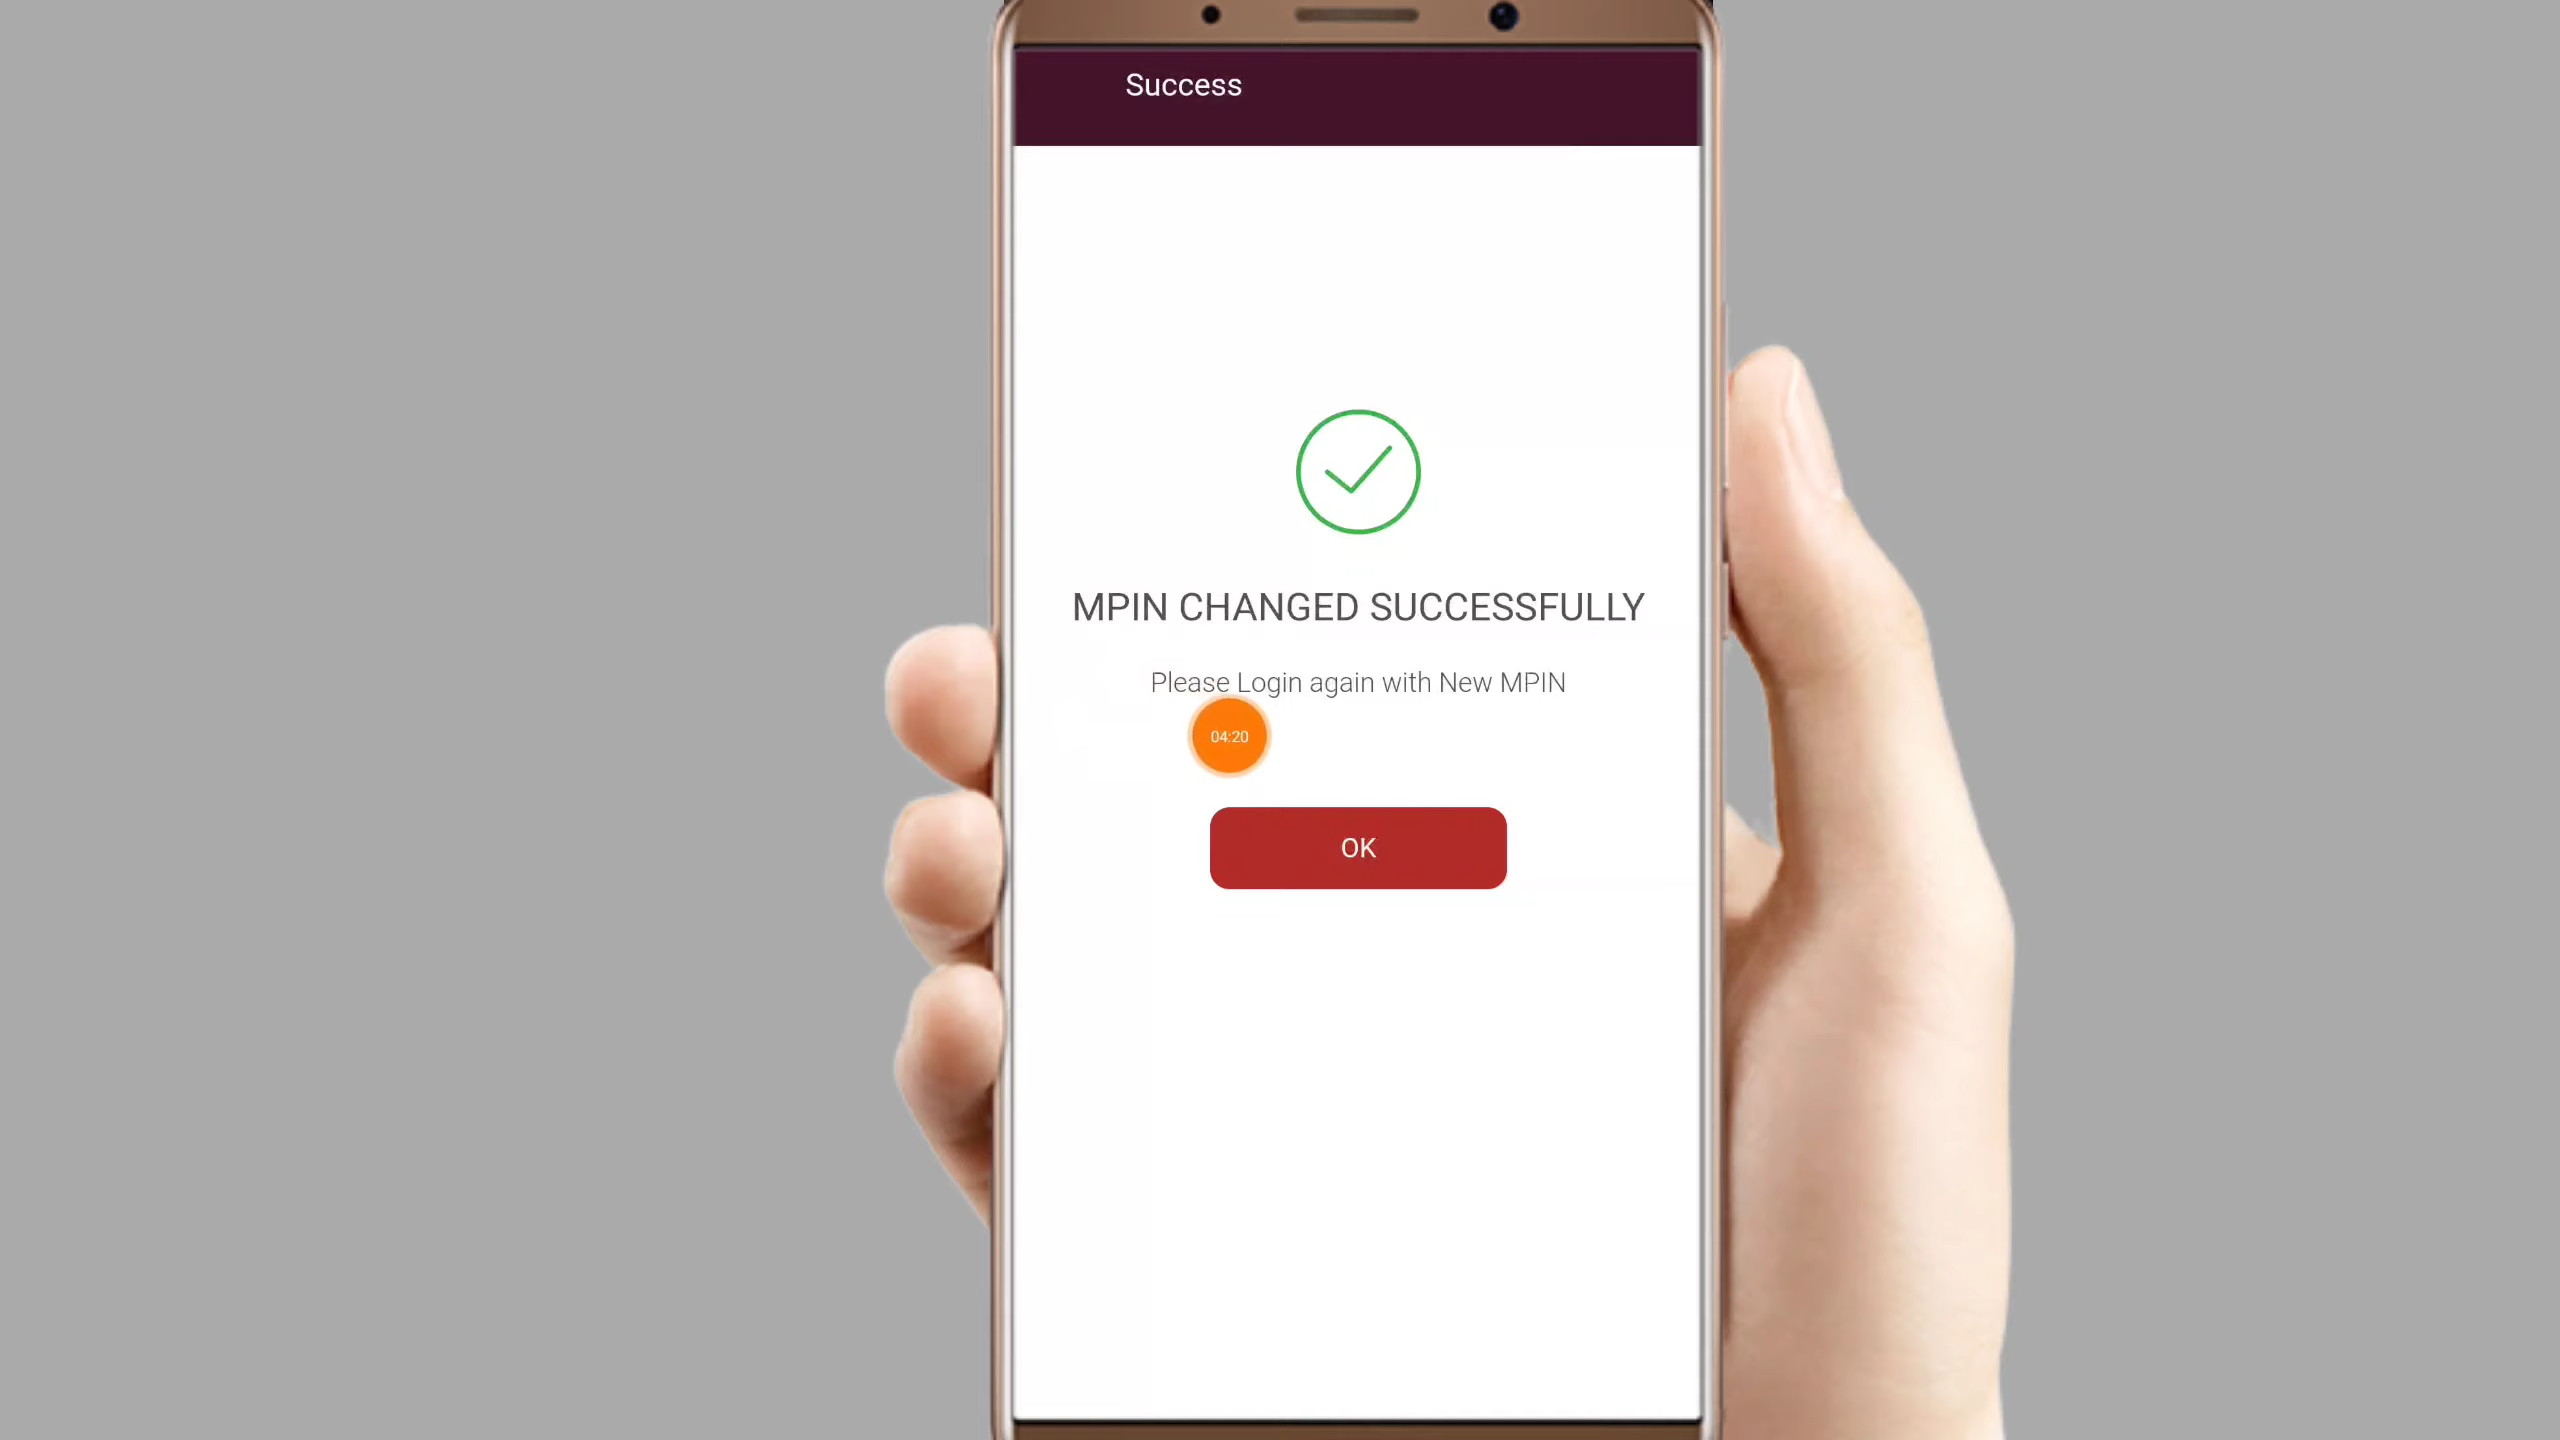 Success
MPIN CHANGED SUCCESSFULLY
Please Login again with New MPIN
04:20
OK